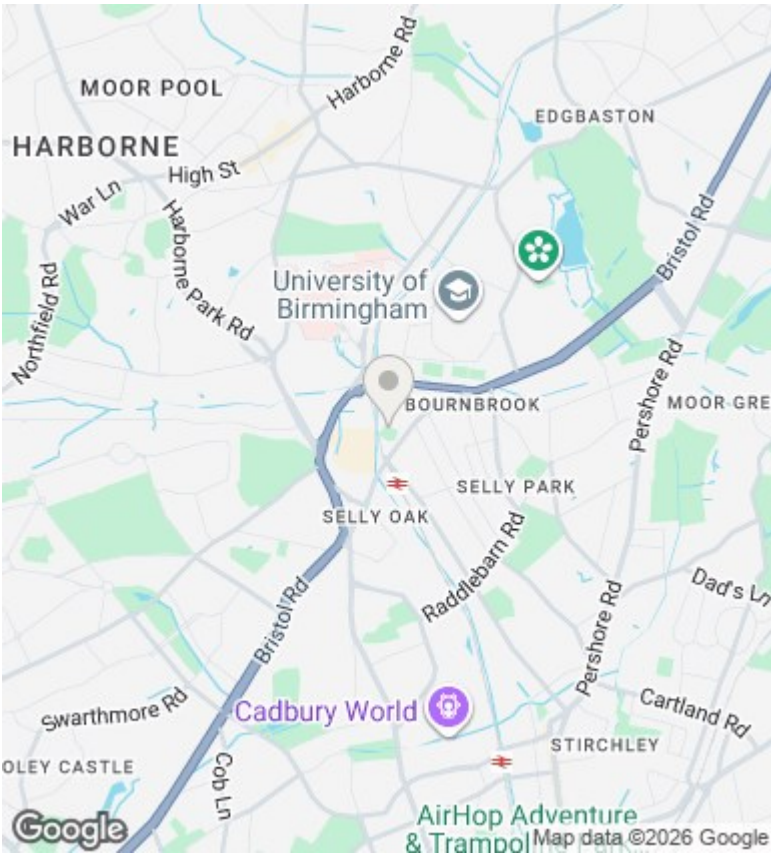 Harborne Rd
MOOR POOL
EDGBASTON
HARBORNE
High St
War Ln
Harborne Park Rd
Bristol Rd
Northfield Rd
University of
Birmingham
Pershore Rd
BOURNBROOK
MOOR GRE
SELLY PARK
SELLY OAK
Raddlebarn Rd
Dad's Ln
Bristol Rd
Pershore Rd
Swarthmore Rd
Cadbury World
Cartland Rd
STIRCHLEY
OLEY CASTLE
Cob Ln
AirHop Adventure
& Trampol
Google
Map data ©2026 Google